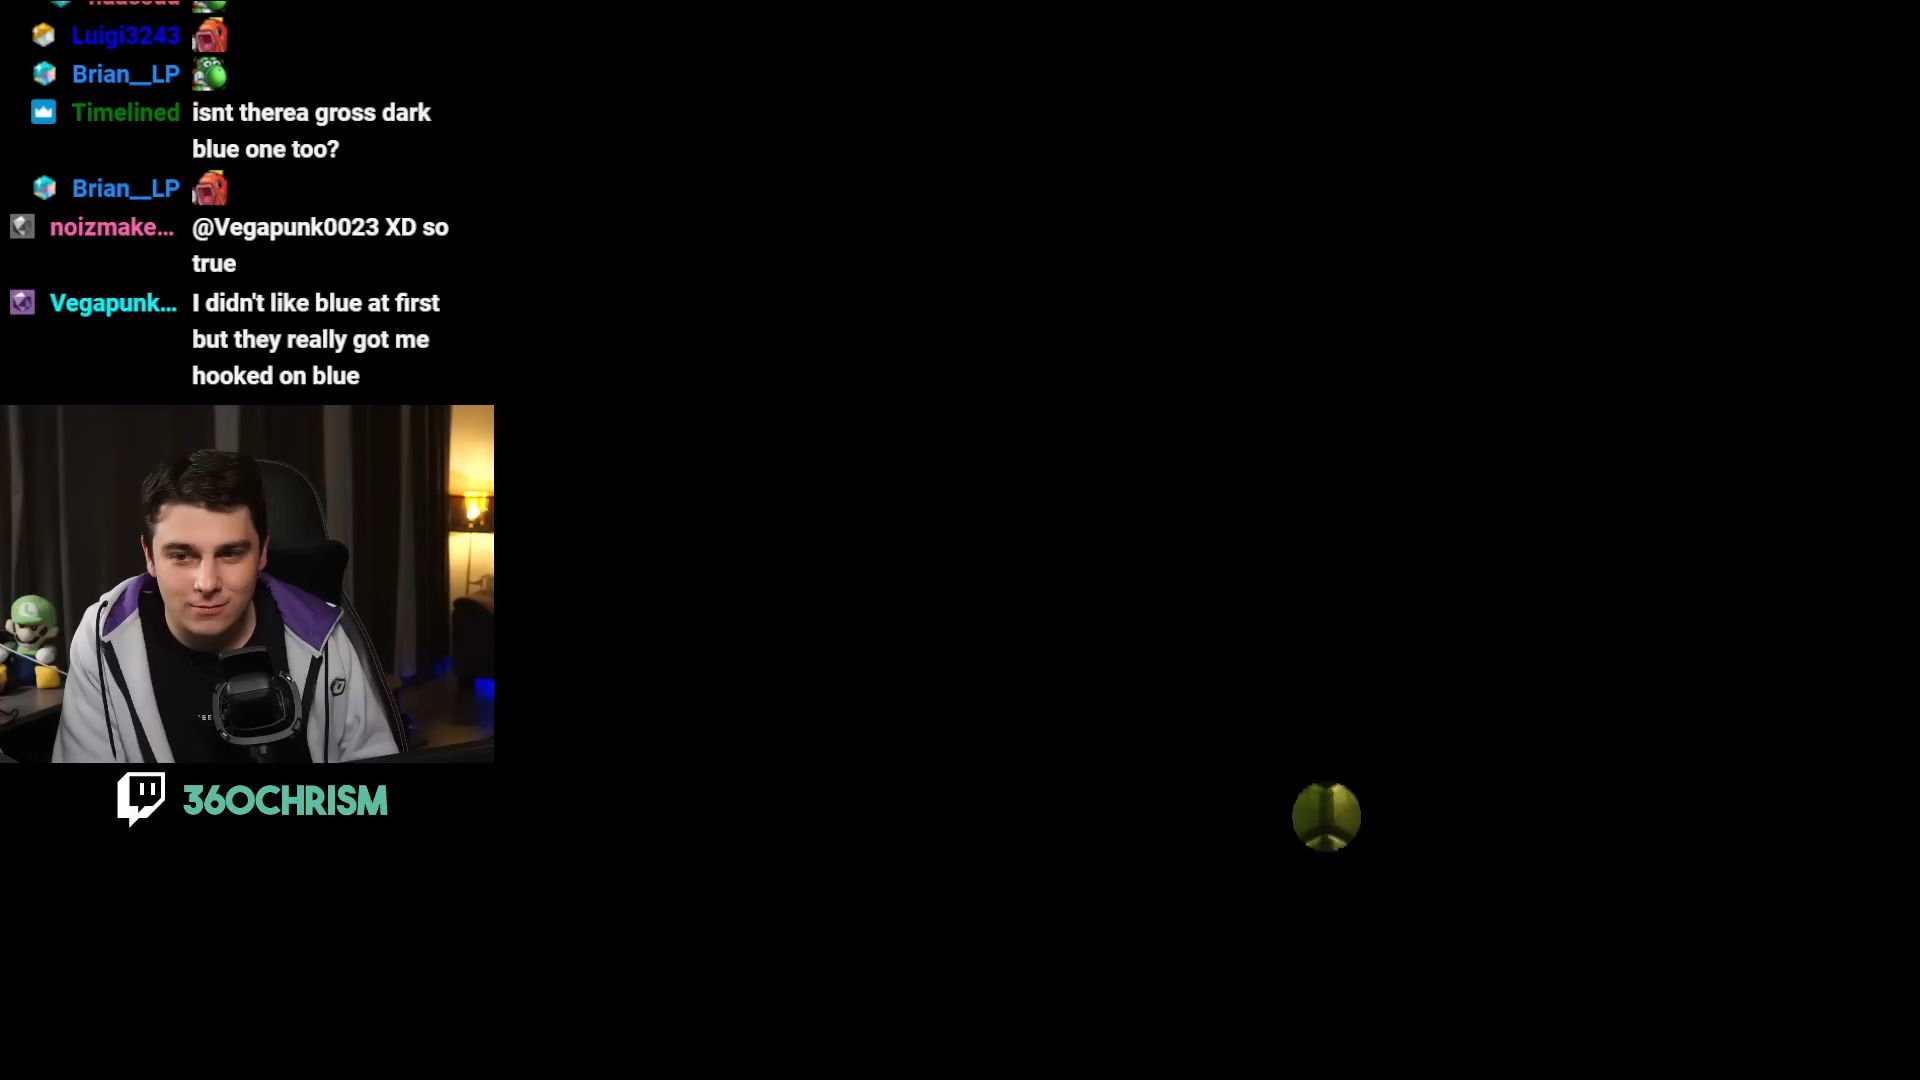 Luigi3243
Brian__LP
Timelined isnt therea gross dark
blue one too?
Brian__LP
noizmake... @Vegapunk0023 XD so
true
Vegapunk... I didn't like blue at first
but they really got me
hooked on blue
360CHRISM